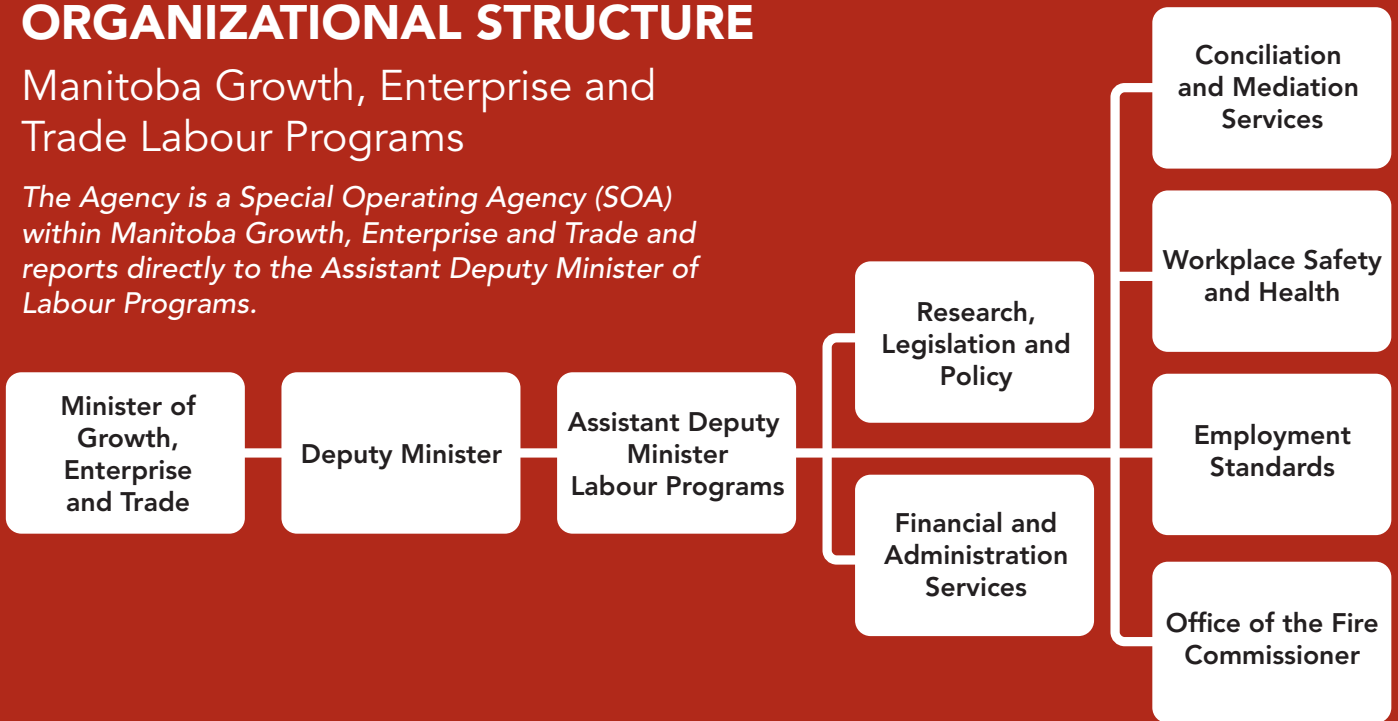 ORGANIZATIONAL STRUCTURE
Manitoba Growth, Enterprise and
Trade Labour Programs
The Agency is a Special Operating Agency (SOA)
within Manitoba Growth, Enterprise and Trade and
reports directly to the Assistant Deputy Minister of
Labour Programs.
Minister of
Growth,
Enterprise
and Trade
Deputy Minister
Assistant Deputy
Minister
Labour Programs
Research,
Legislation and
Policy
Financial and
Administration
Services
Conciliation
and Mediation
Services
Workplace Safety
and Health
Employment
Standards
Office of the Fire
Commissioner